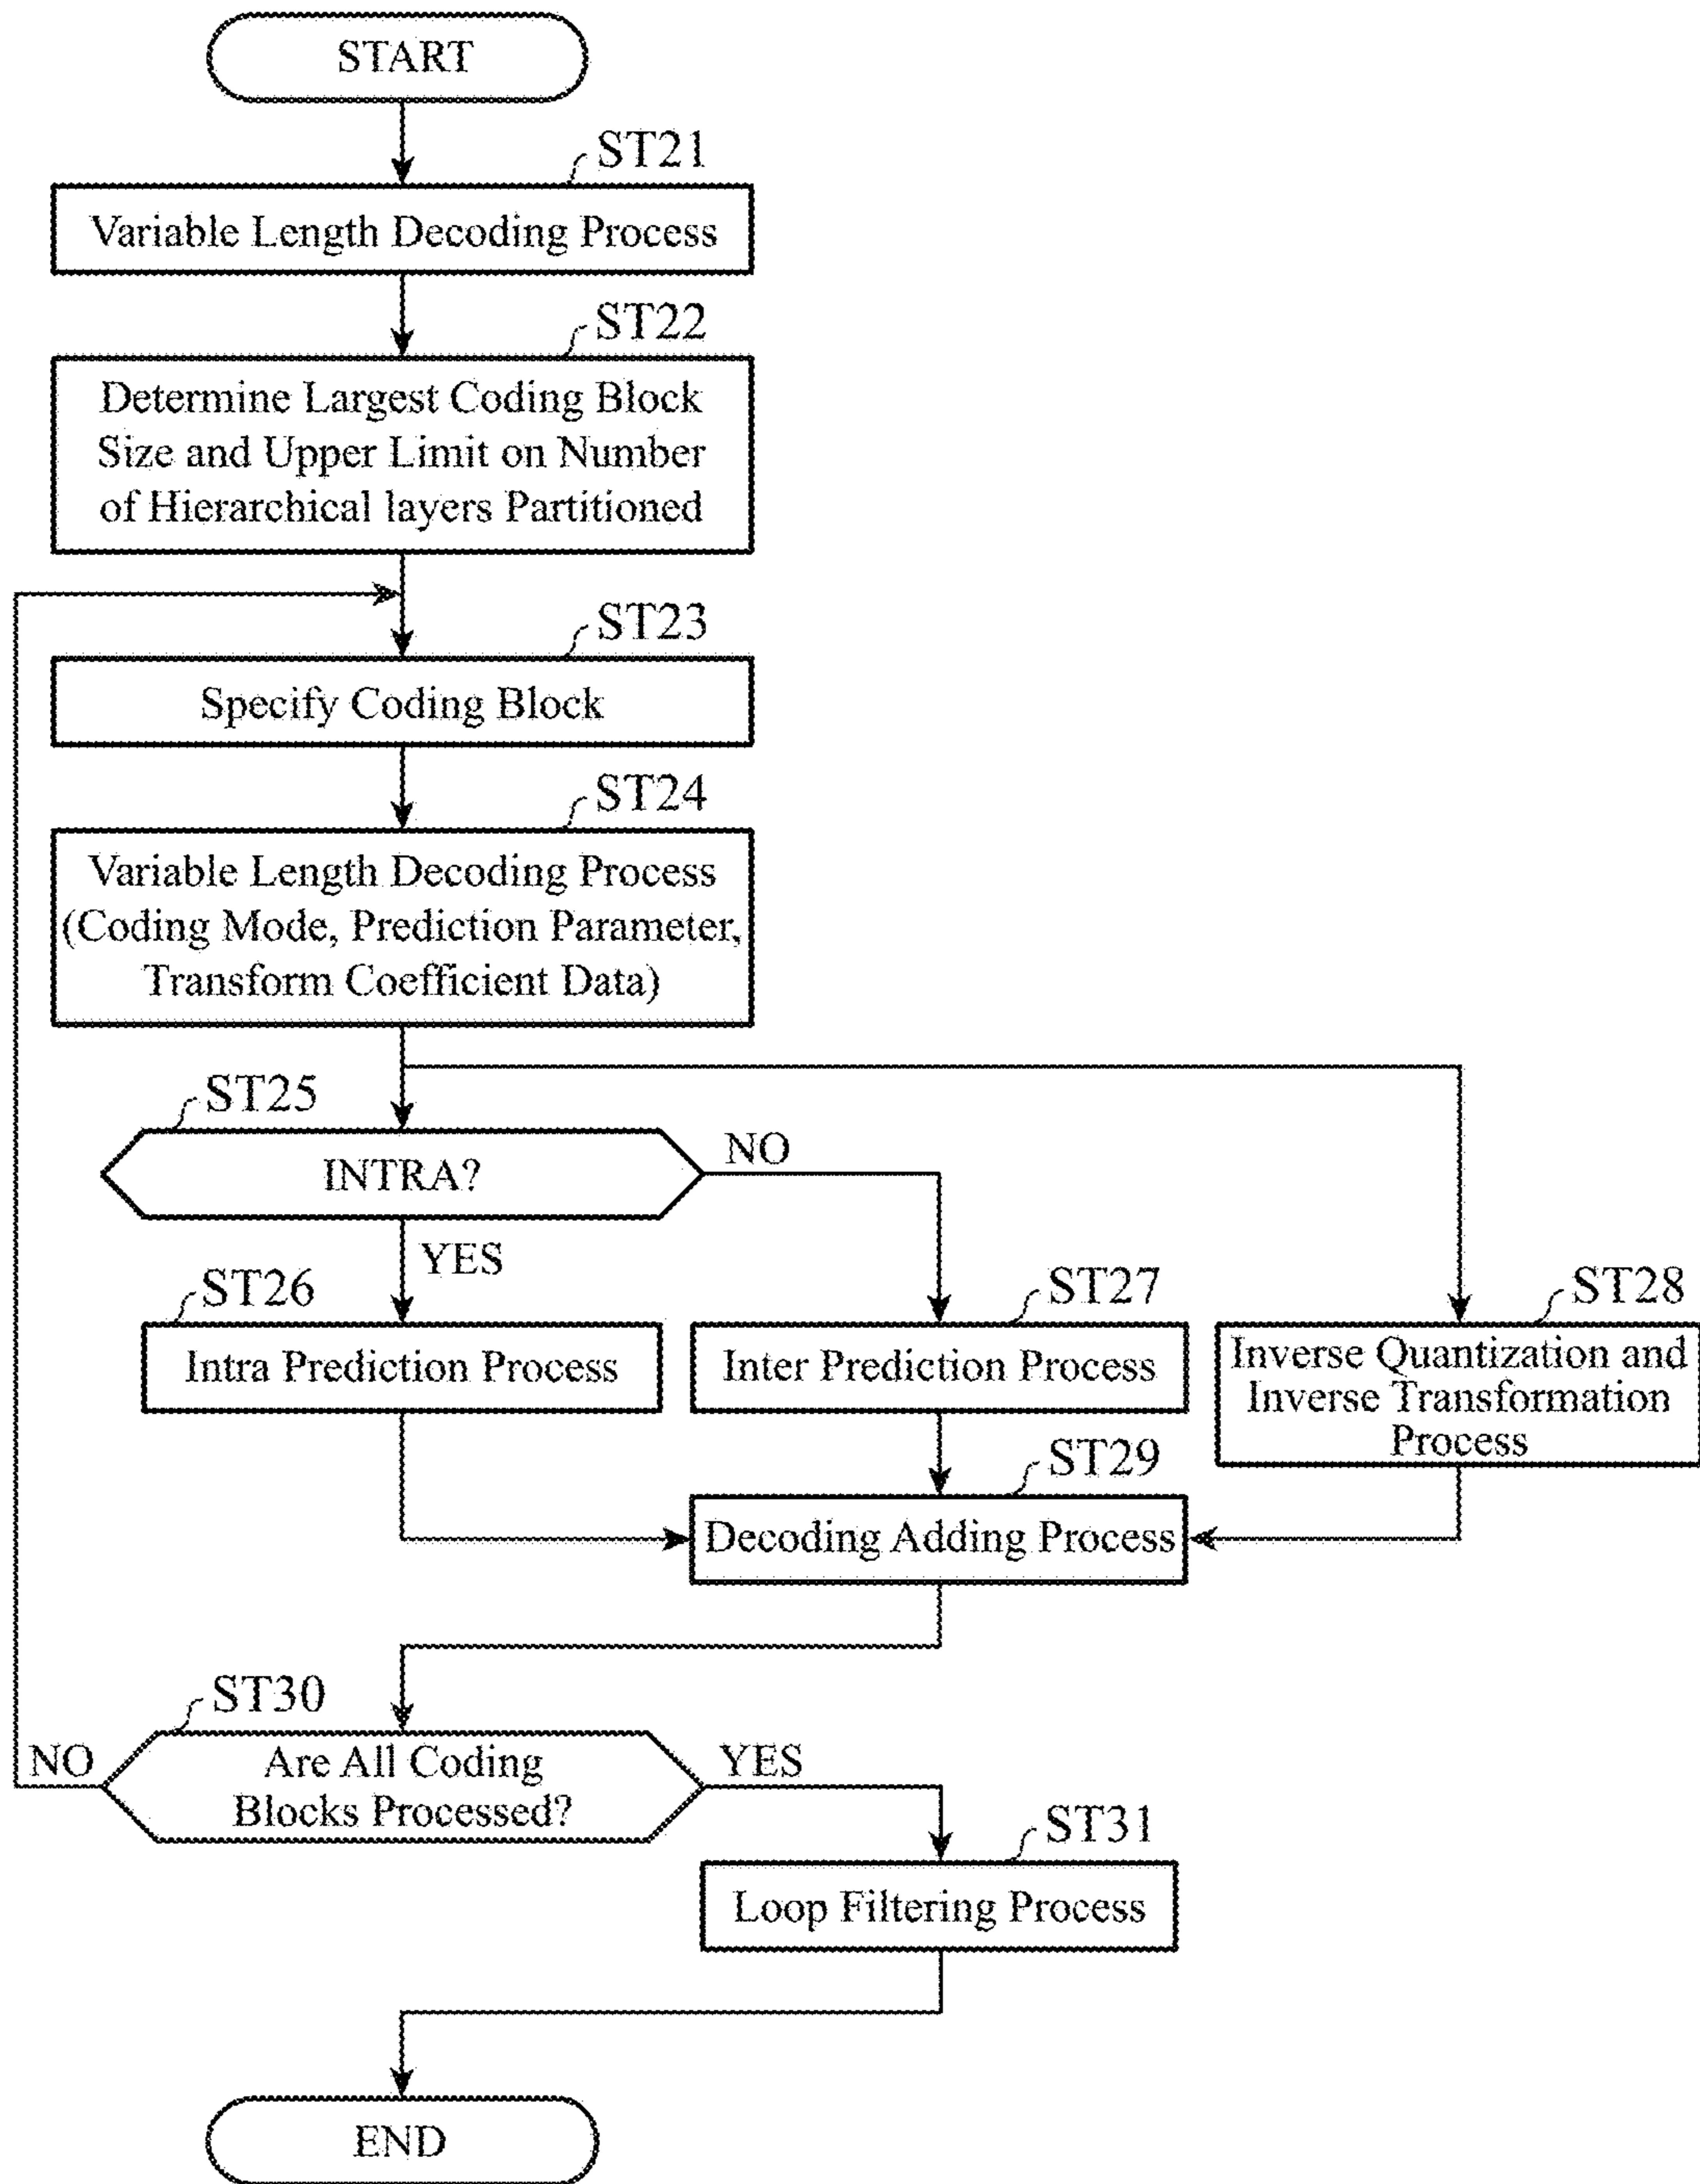 START
ST21
Variable Length Decoding Process
ST22
Determine Largest Coding Block
Size and Upper Limit on Number
of Hierarchical layers Partitioned
ST23
Specify Coding Block
ST24
Variable Length Decoding Process
(Coding Mode, Prediction Parameter,
Transform Coefficient Data)
ST25
INTRA?
NO
YES
ST26
Intra Prediction Process
ST27
Inter Prediction Process
ST28
Inverse Quantization and
Inverse Transformation
Process
ST29
Decoding Adding Process
ST30
NO
Are All Coding
Blocks Processed?
YES
ST31
Loop Filtering Process
END